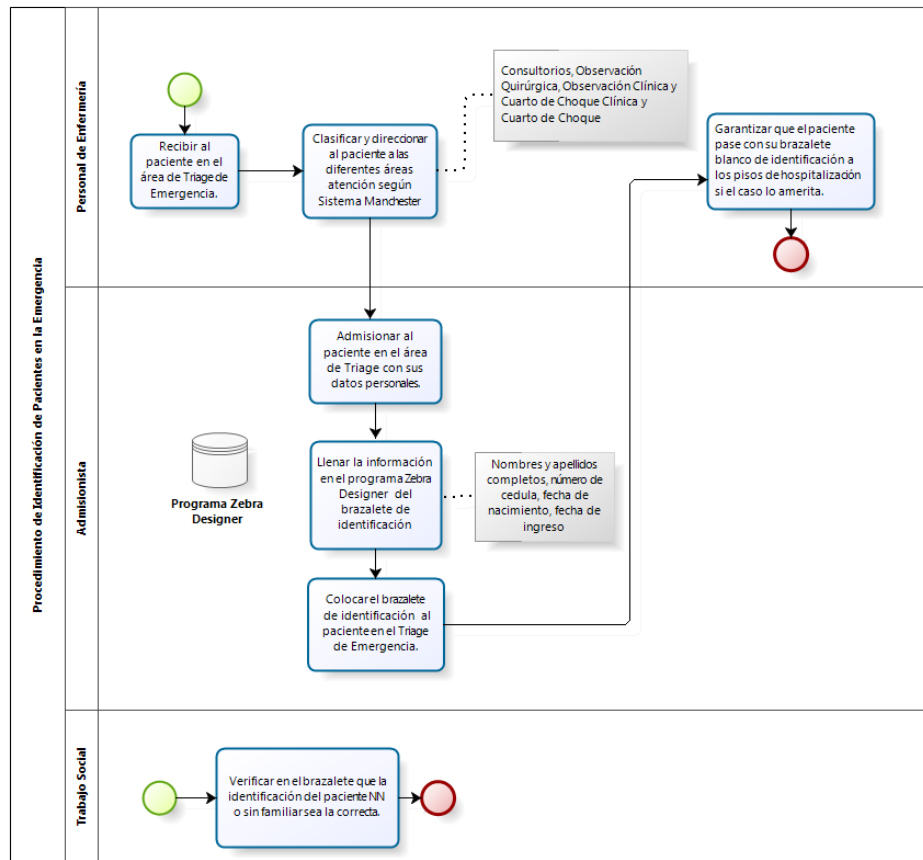 Procedimiento de Identificación de Pacientes en la Emergencia
Personal de Enfermería
Recibir al
paciente en el
área de Triage de
Emergencia.
Clasificar y direccionar
al paciente a las
diferentes áreas
atención según
Sistema Manchester
Consultorios, Observación
Quirúrgica, Observación Clínica y
Cuarto de Choque Clínica y
Cuarto de Choque
Garantizar que el paciente
pase con su brazalete
blanco de identificación a
los pisos de hospitalización
si el caso lo amerita.
Admisionista
Admisionar al
paciente en el área
de Triage con sus
datos personales.
Programa Zebra
Designer
Llenar la información
en el programa Zebra
Designer del
brazalete de
identificación
Nombres y apellidos
completos, número de
cedula, fecha de
nacimiento, fecha de
ingreso
Colocar el brazalete
de identificación al
paciente en el Triage
de Emergencia.
Trabajo Social
Verificar en el brazalete que la
identificación del paciente NN
o sin familiar sea la correcta.